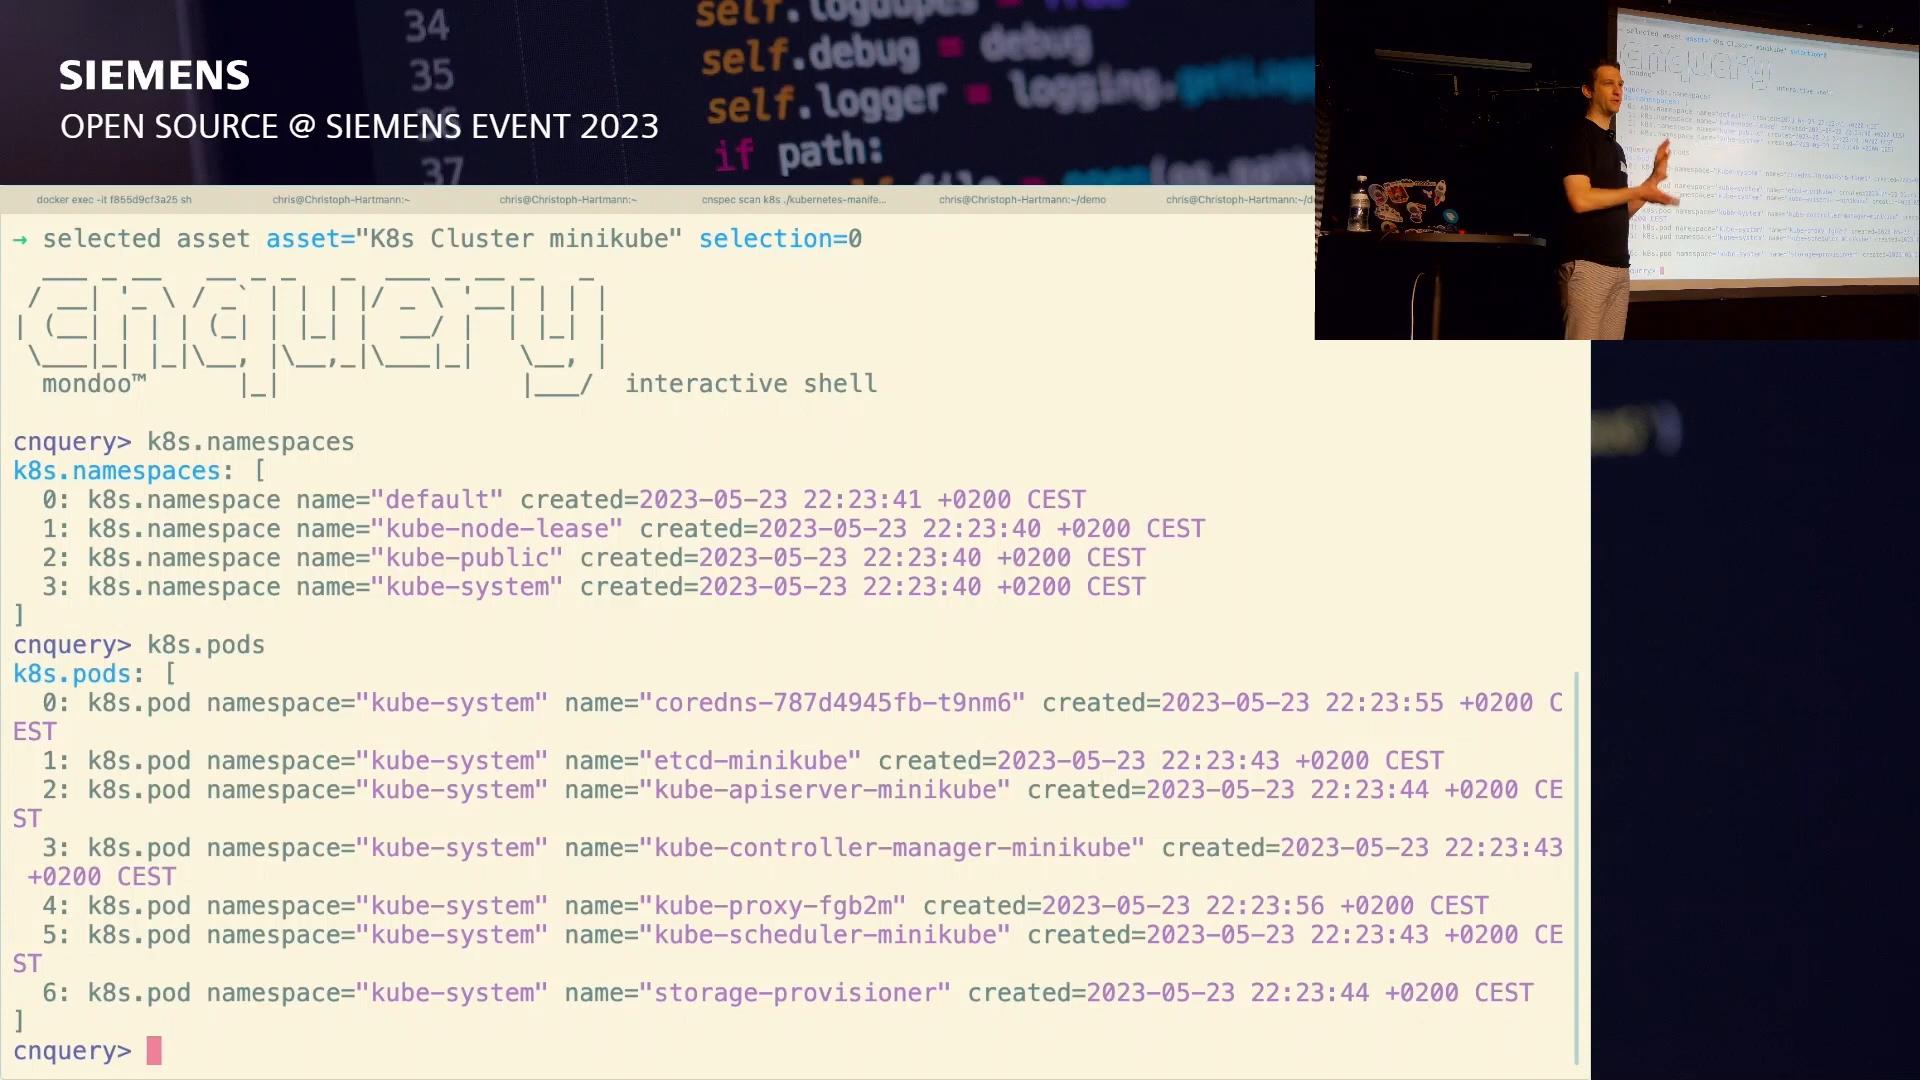 34
self.logdupes = True
SIEMENS
35
self.debug = debug
OPEN SOURCE @ SIEMENS EVENT 2023
36
self.logger = logging.
37
if path:
docker exec -it f855d9cf3a25 sh
chris@Christoph-Hartmann:~
chris@Christoph-Hartmann:~
cnspec scan k8s ./kubernetes-manife...
chris@Christoph-Hartmann:~/demo
chris@Christoph-Hartmann:~/d
→ selected asset asset="K8s Cluster minikube" selection=0
cnquery
mondoo™ interactive shell
cnquery> k8s.namespaces
k8s.namespaces: [
0: k8s.namespace name="default" created=2023-05-23 22:23:41 +0200 CEST
1: k8s.namespace name="kube-node-lease" created=2023-05-23 22:23:40 +0200 CEST
2: k8s.namespace name="kube-public" created=2023-05-23 22:23:40 +0200 CEST
3: k8s.namespace name="kube-system" created=2023-05-23 22:23:40 +0200 CEST
]
cnquery> k8s.pods
k8s.pods: [
0: k8s.pod namespace="kube-system" name="coredns-787d4945fb-t9nm6" created=2023-05-23 22:23:55 +0200 C
EST
1: k8s.pod namespace="kube-system" name="etcd-minikube" created=2023-05-23 22:23:43 +0200 CEST
2: k8s.pod namespace="kube-system" name="kube-apiserver-minikube" created=2023-05-23 22:23:44 +0200 CE
ST
3: k8s.pod namespace="kube-system" name="kube-controller-manager-minikube" created=2023-05-23 22:23:43
+0200 CEST
4: k8s.pod namespace="kube-system" name="kube-proxy-fgb2m" created=2023-05-23 22:23:56 +0200 CEST
5: k8s.pod namespace="kube-system" name="kube-scheduler-minikube" created=2023-05-23 22:23:43 +0200 CE
ST
6: k8s.pod namespace="kube-system" name="storage-provisioner" created=2023-05-23 22:23:44 +0200 CEST
]
cnquery>